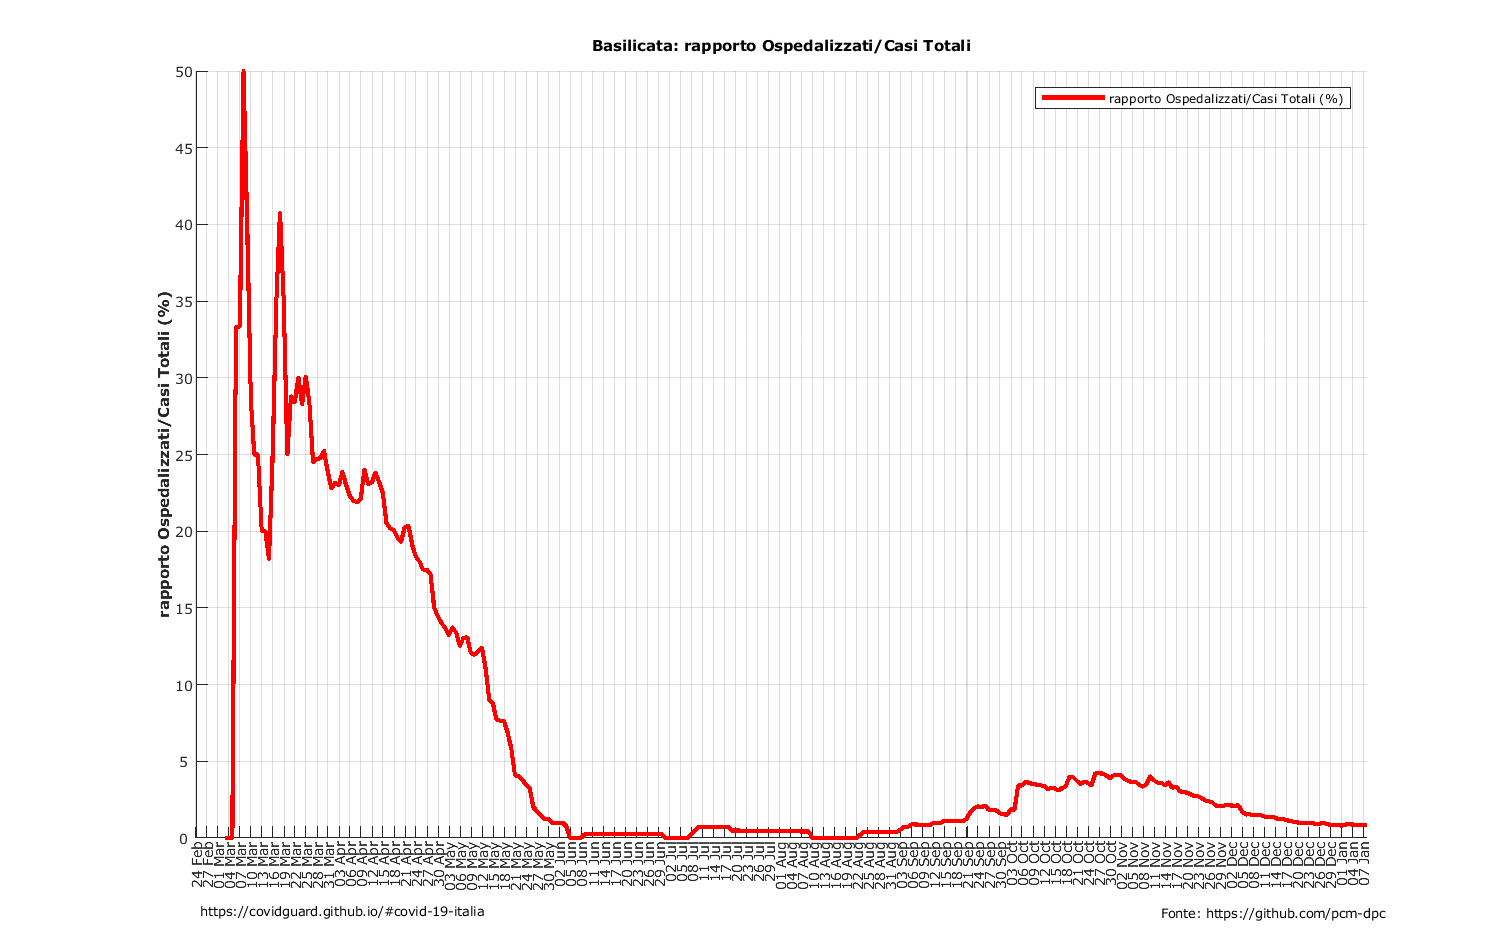 Basilicata: rapporto Ospedalizzati/Casi Totali
rapporto Ospedalizzati/Casi Totali (%)
rapporto Ospedalizzati/Casi Totali (%)
50
45
40
35
30
25
20
15
10
5
0
24 Feb
27 Feb
01 Mar
04 Mar
07 Mar
10 Mar
13 Mar
16 Mar
19 Mar
22 Mar
25 Mar
28 Mar
31 Mar
03 Apr
06 Apr
09 Apr
12 Apr
15 Apr
18 Apr
21 Apr
24 Apr
27 Apr
30 Apr
03 May
06 May
09 May
12 May
15 May
18 May
21 May
24 May
27 May
30 May
02 Jun
05 Jun
08 Jun
11 Jun
14 Jun
17 Jun
20 Jun
23 Jun
26 Jun
29 Jun
02 Jul
05 Jul
08 Jul
11 Jul
14 Jul
17 Jul
20 Jul
23 Jul
26 Jul
29 Jul
01 Aug
04 Aug
07 Aug
10 Aug
13 Aug
16 Aug
19 Aug
22 Aug
25 Aug
28 Aug
31 Aug
03 Sep
06 Sep
09 Sep
12 Sep
15 Sep
18 Sep
21 Sep
24 Sep
27 Sep
30 Sep
03 Oct
06 Oct
09 Oct
12 Oct
15 Oct
18 Oct
21 Oct
24 Oct
27 Oct
30 Oct
02 Nov
05 Nov
08 Nov
11 Nov
14 Nov
17 Nov
20 Nov
23 Nov
26 Nov
29 Nov
02 Dec
05 Dec
08 Dec
11 Dec
14 Dec
17 Dec
20 Dec
23 Dec
26 Dec
29 Dec
01 Jan
04 Jan
07 Jan
https://covidguard.github.io/#covid-19-italia
Fonte: https://github.com/pcm-dpc